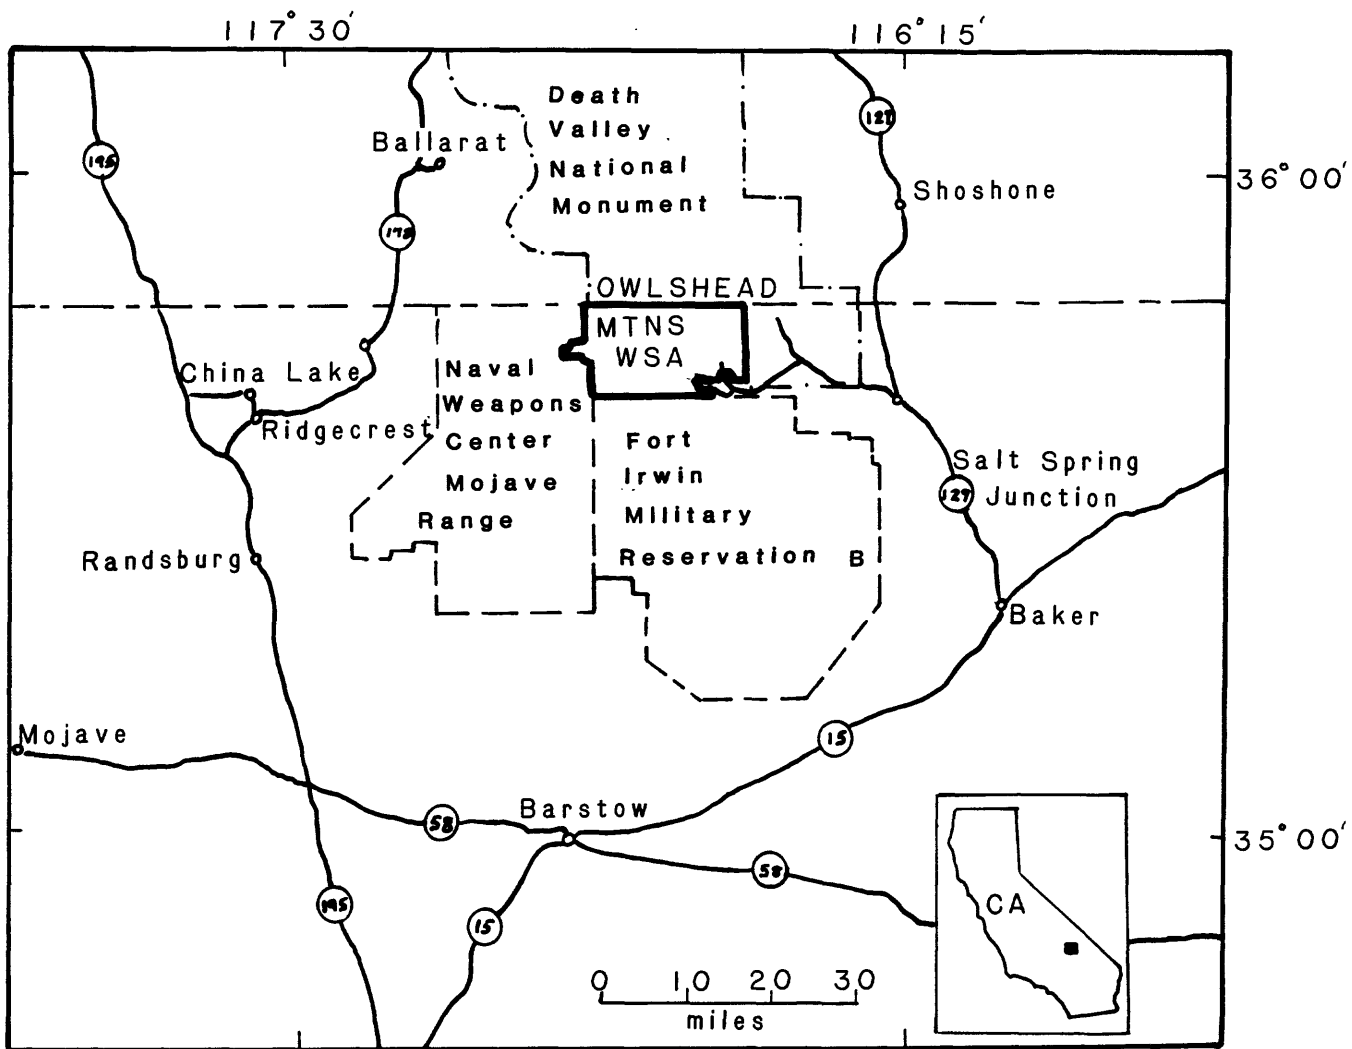 117° 30′
116° 15′
Death
Valley
National
Monument
127
Ballarat
195
36° 00′
Shoshone
178
OWLSHEAD
MTNS
WSA
China Lake
Naval
Weapons
Center
Mojave
Range
Ridgecrest
Fort
Irwin
Military
Reservation B
Salt Spring
Junction
127
Randsburg
Baker
Mojave
15
Barstow
58
35° 00′
58
195
15
CA
0 10 20 30
miles